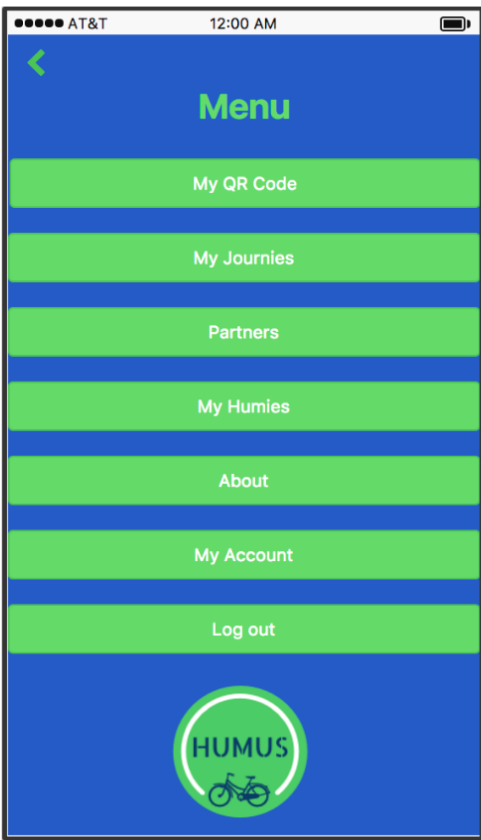 AT&T 12:00 AM
Menu
My QR Code
My Journies
Partners
My Humies
About
My Account
Log out
HUMUS